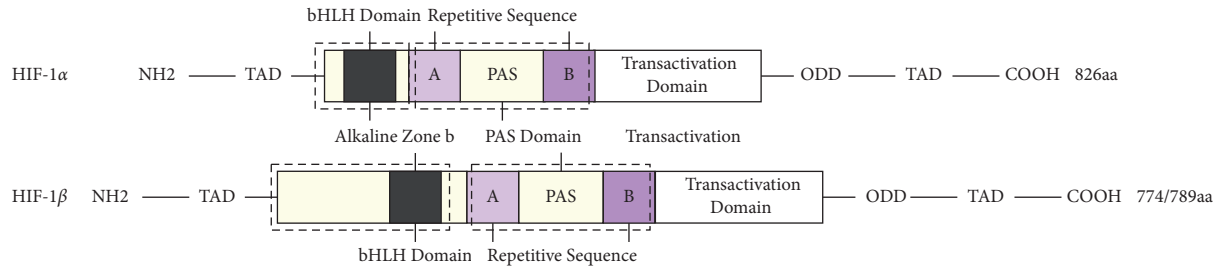 bHLH Domain Repetitive Sequence
HIF-1α NH2 TAD A PAS B Transactivation Domain ODD TAD COOH 826aa
Alkaline Zone b PAS Domain Transactivation
HIF-1β NH2 TAD A PAS B Transactivation Domain ODD TAD COOH 774/789aa
bHLH Domain Repetitive Sequence